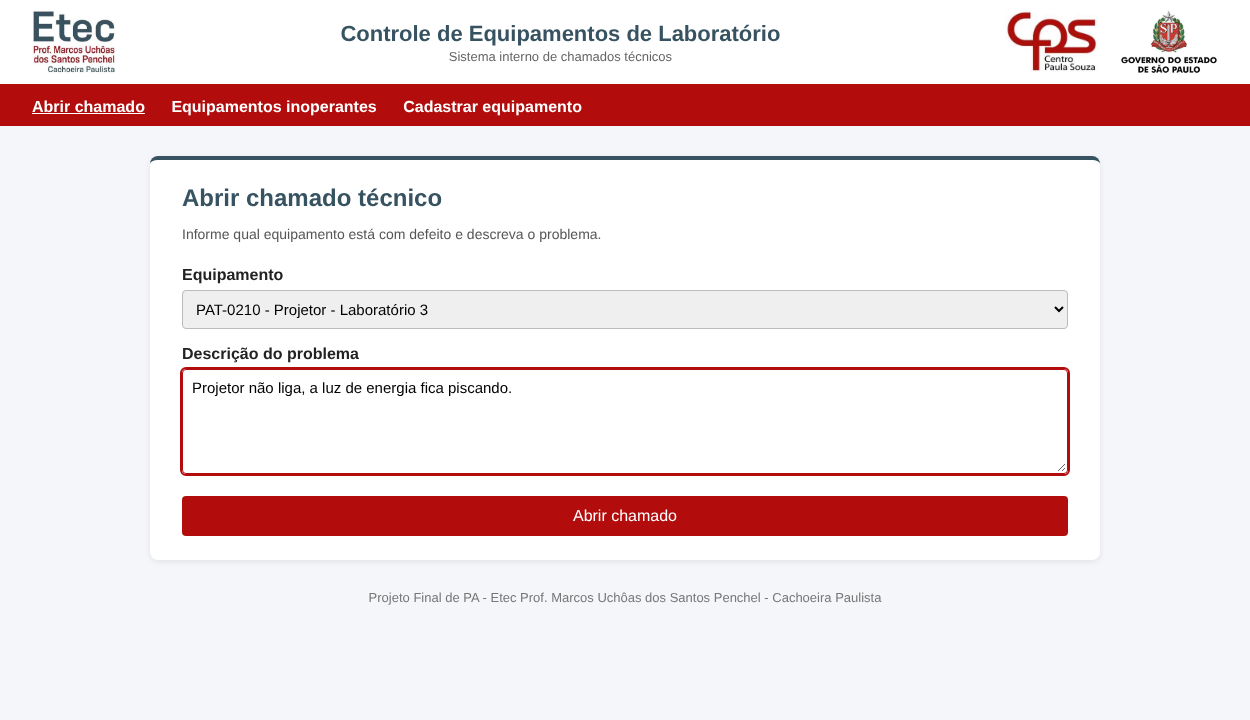 Etec
Prof. Marcos Uchôas
dos Santos Penchel
Cachoeira Paulista
Controle de Equipamentos de Laboratório
Sistema interno de chamados técnicos
cps
Centro
Paula Souza
SP
GOVERNO DO ESTADO
DE SÃO PAULO
Abrir chamado
Equipamentos inoperantes
Cadastrar equipamento
Abrir chamado técnico
Informe qual equipamento está com defeito e descreva o problema.
Equipamento
PAT-0210 - Projetor - Laboratório 3
Descrição do problema
Projetor não liga, a luz de energia fica piscando.
Abrir chamado
Projeto Final de PA - Etec Prof. Marcos Uchôas dos Santos Penchel - Cachoeira Paulista